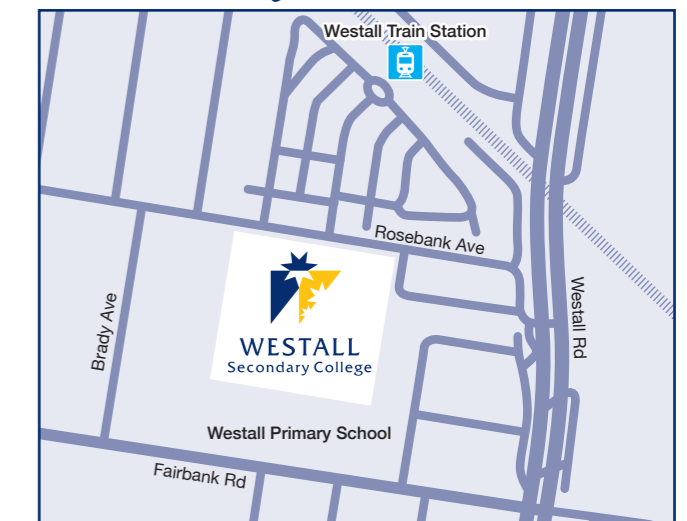 Westall Train Station
Rosebank Ave
Brady Ave
Westall Rd
WESTALL
Secondary College
Westall Primary School
Fairbank Rd